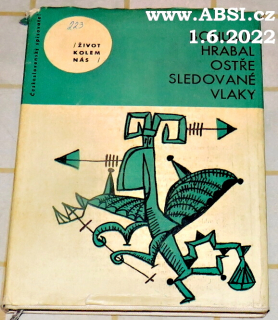 www.ABSI.cz
1.6.2022
Československý spisovatel
223
/ŽIVOT
KOLEM
NÁS/
HRABAL
OSTŘE
SLEDOVANÉ
VLAKY